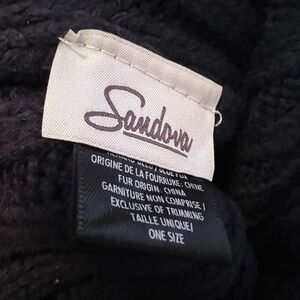 Sandova
ORIGINE DE LA FOURRURE: CHINE
FUR ORIGIN: CHINA
GARNITURE NON COMPRISE /
EXCLUSIVE OF TRIMMING
TAILLE UNIQUE/
ONE SIZE